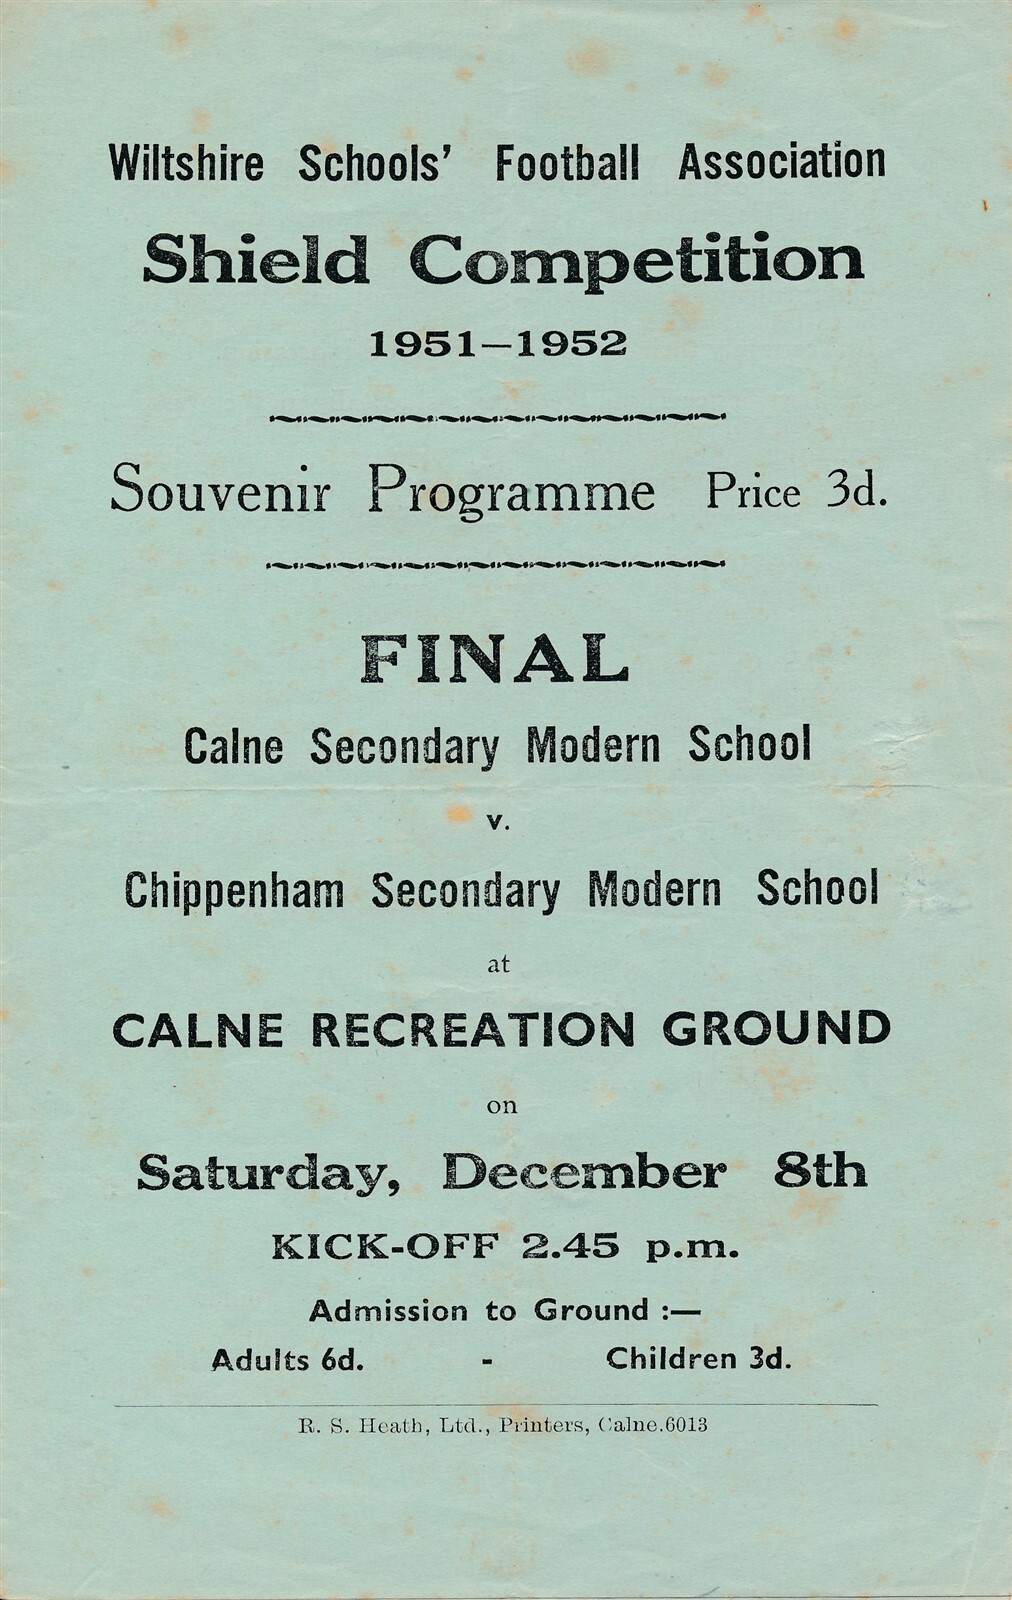 Wiltshire Schools' Football Association
Shield Competition
1951—1952
Souvenir Programme Price 3d.
FINAL
Calne Secondary Modern School
v.
Chippenham Secondary Modern School
at
CALNE RECREATION GROUND
on
Saturday, December 8th
KICK-OFF 2.45 p.m.
Admission to Ground :—
Adults 6d. - Children 3d.
R. S. Heath, Ltd., Printers, Calne.6013